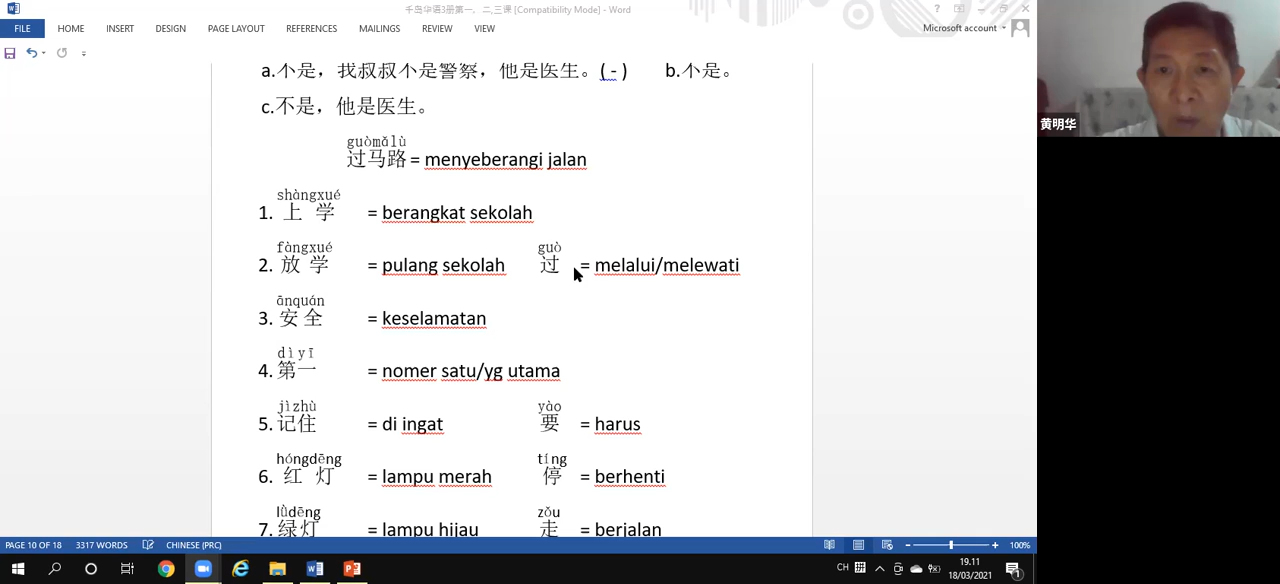 千岛华语3册第一，二,三课 [Compatibility Mode] - Word
FILE HOME INSERT DESIGN PAGE LAYOUT REFERENCES MAILINGS REVIEW VIEW
Microsoft account
a.不是，我叔叔不是警察，他是医生。( - ) b.不是。
c.不是，他是医生。
guòmǎlù
过马路= menyeberangi jalan
shàngxué
1. 上 学 = berangkat sekolah
fàngxué guò
2. 放 学 = pulang sekolah 过 = melalui/melewati
ānquán
3. 安 全 = keselamatan
dìyī
4. 第一 = nomer satu/yg utama
jìzhù yào
5. 记住 = di ingat 要 = harus
hóngdēng tíng
6. 红 灯 = lampu merah 停 = berhenti
lǜdēng zǒu
7. 绿灯 = lampu hijau 走 = berjalan
黄明华
PAGE 10 OF 18 3317 WORDS CHINESE (PRC) 100%
CH 19.11
18/03/2021